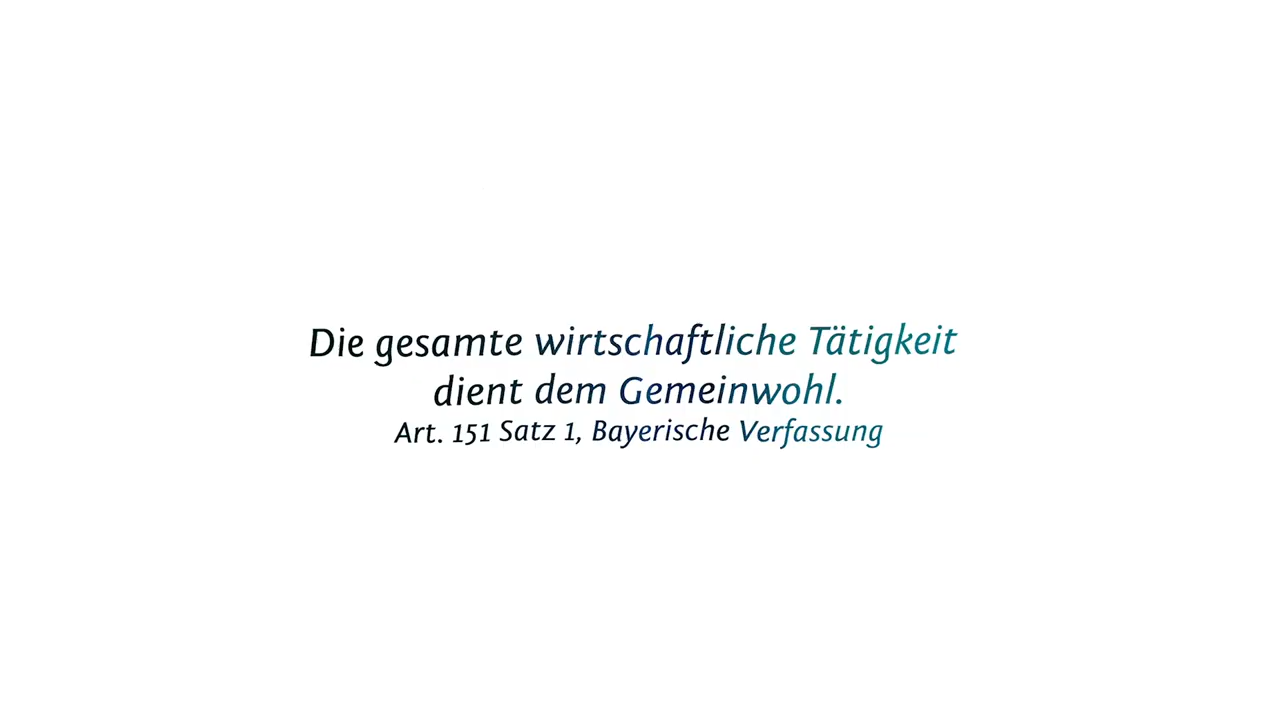 Die gesamte wirtschaftliche Tätigkeit
dient dem Gemeinwohl.
Art. 151 Satz 1, Bayerische Verfassung